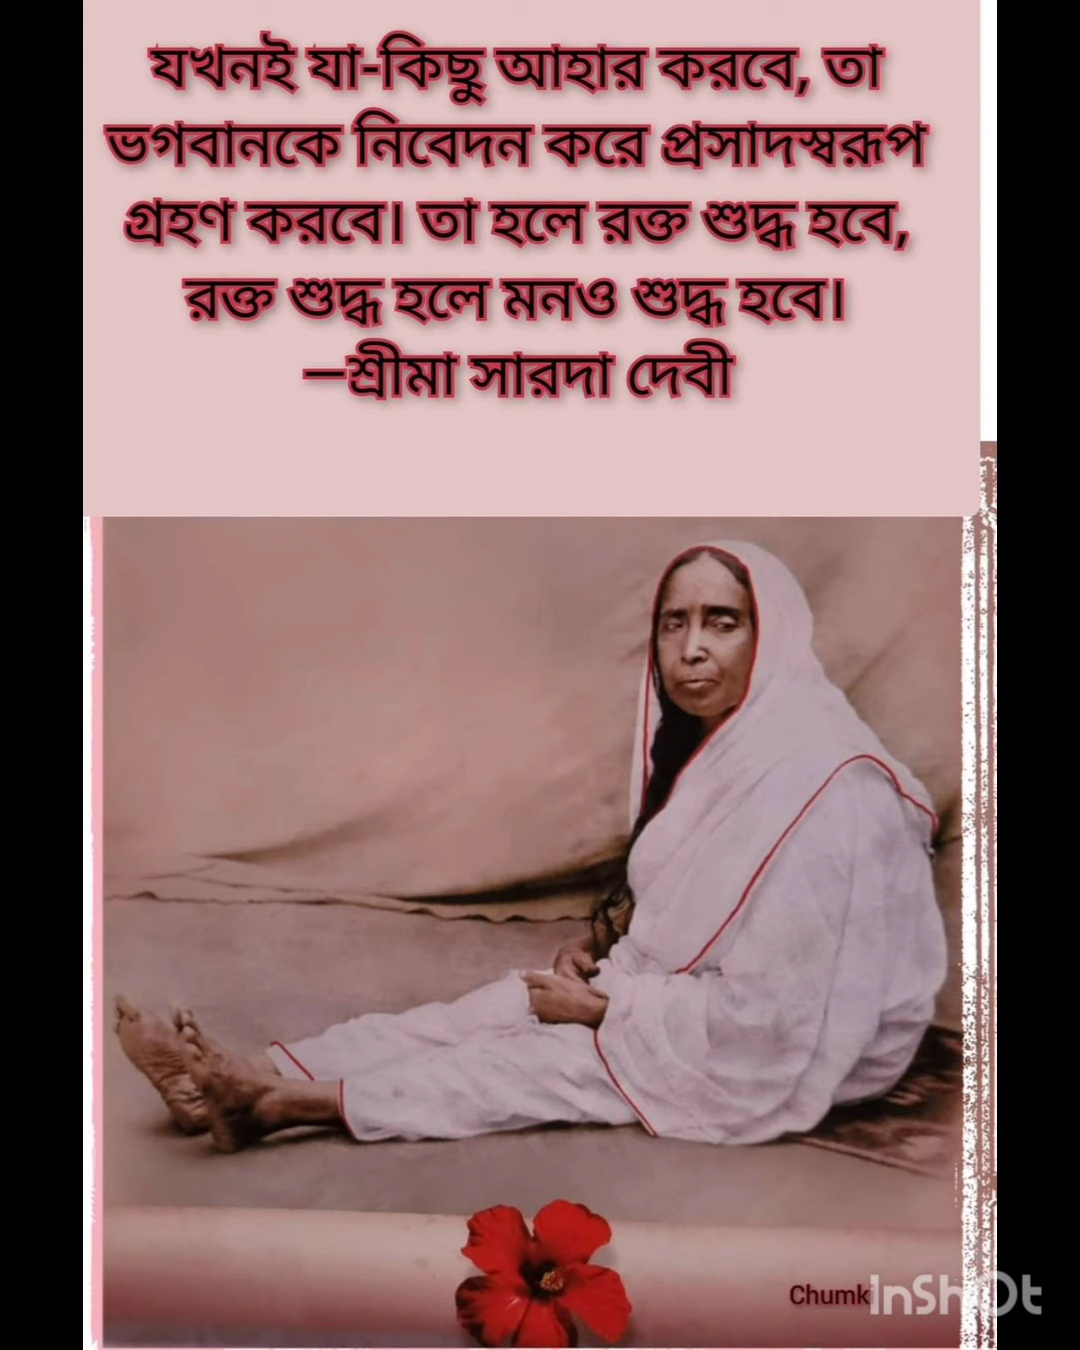 যখনই যা-কিছু আহার করবে, তা
ভগবানকে নিবেদন করে প্রসাদস্বরূপ
গ্রহণ করবে। তা হলে রক্ত শুদ্ধ হবে,
রক্ত শুদ্ধ হলে মনও শুদ্ধ হবে।
—শ্রীমা সারদা দেবী
Chumki
InShOt